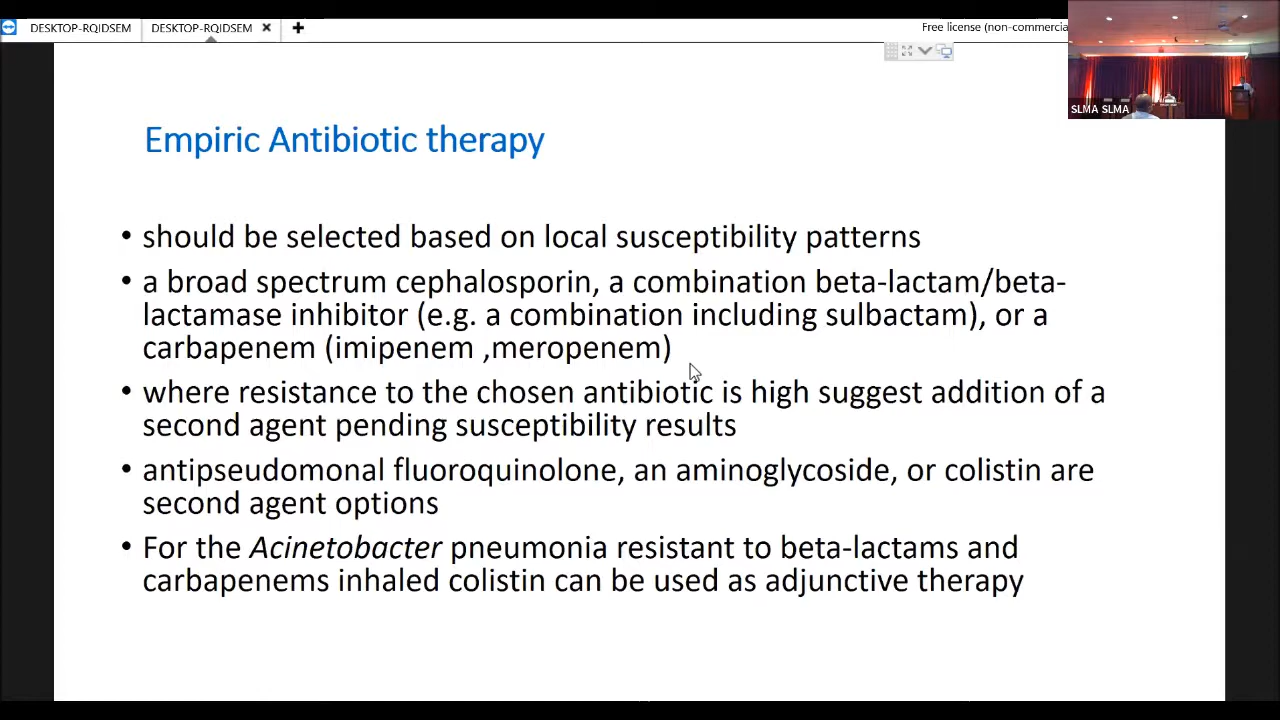 DESKTOP-RQIDSEM DESKTOP-RQIDSEM
Free license (non-commercia
SLMA SLMA
Empiric Antibiotic therapy
• should be selected based on local susceptibility patterns
• a broad spectrum cephalosporin, a combination beta-lactam/beta-
lactamase inhibitor (e.g. a combination including sulbactam), or a
carbapenem (imipenem ,meropenem)
• where resistance to the chosen antibiotic is high suggest addition of a
second agent pending susceptibility results
• antipseudomonal fluoroquinolone, an aminoglycoside, or colistin are
second agent options
• For the Acinetobacter pneumonia resistant to beta-lactams and
carbapenems inhaled colistin can be used as adjunctive therapy